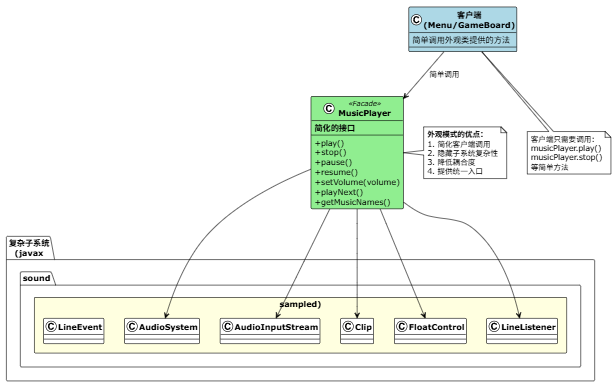 C 客户端
(Menu/GameBoard)
简单调用外观类提供的方法
简单调用
C «Facade»
MusicPlayer
简化的接口
+play()
+stop()
+pause()
+resume()
+setVolume(volume)
+playNext()
+getMusicNames()
外观模式的优点：
1. 简化客户端调用
2. 隐藏子系统复杂性
3. 降低耦合度
4. 提供统一入口
客户端只需要调用：
musicPlayer.play()
musicPlayer.stop()
等简单方法
复杂子系统
(javax
sound
sampled)
C LineEvent
C AudioSystem
C AudioInputStream
C Clip
C FloatControl
C LineListener